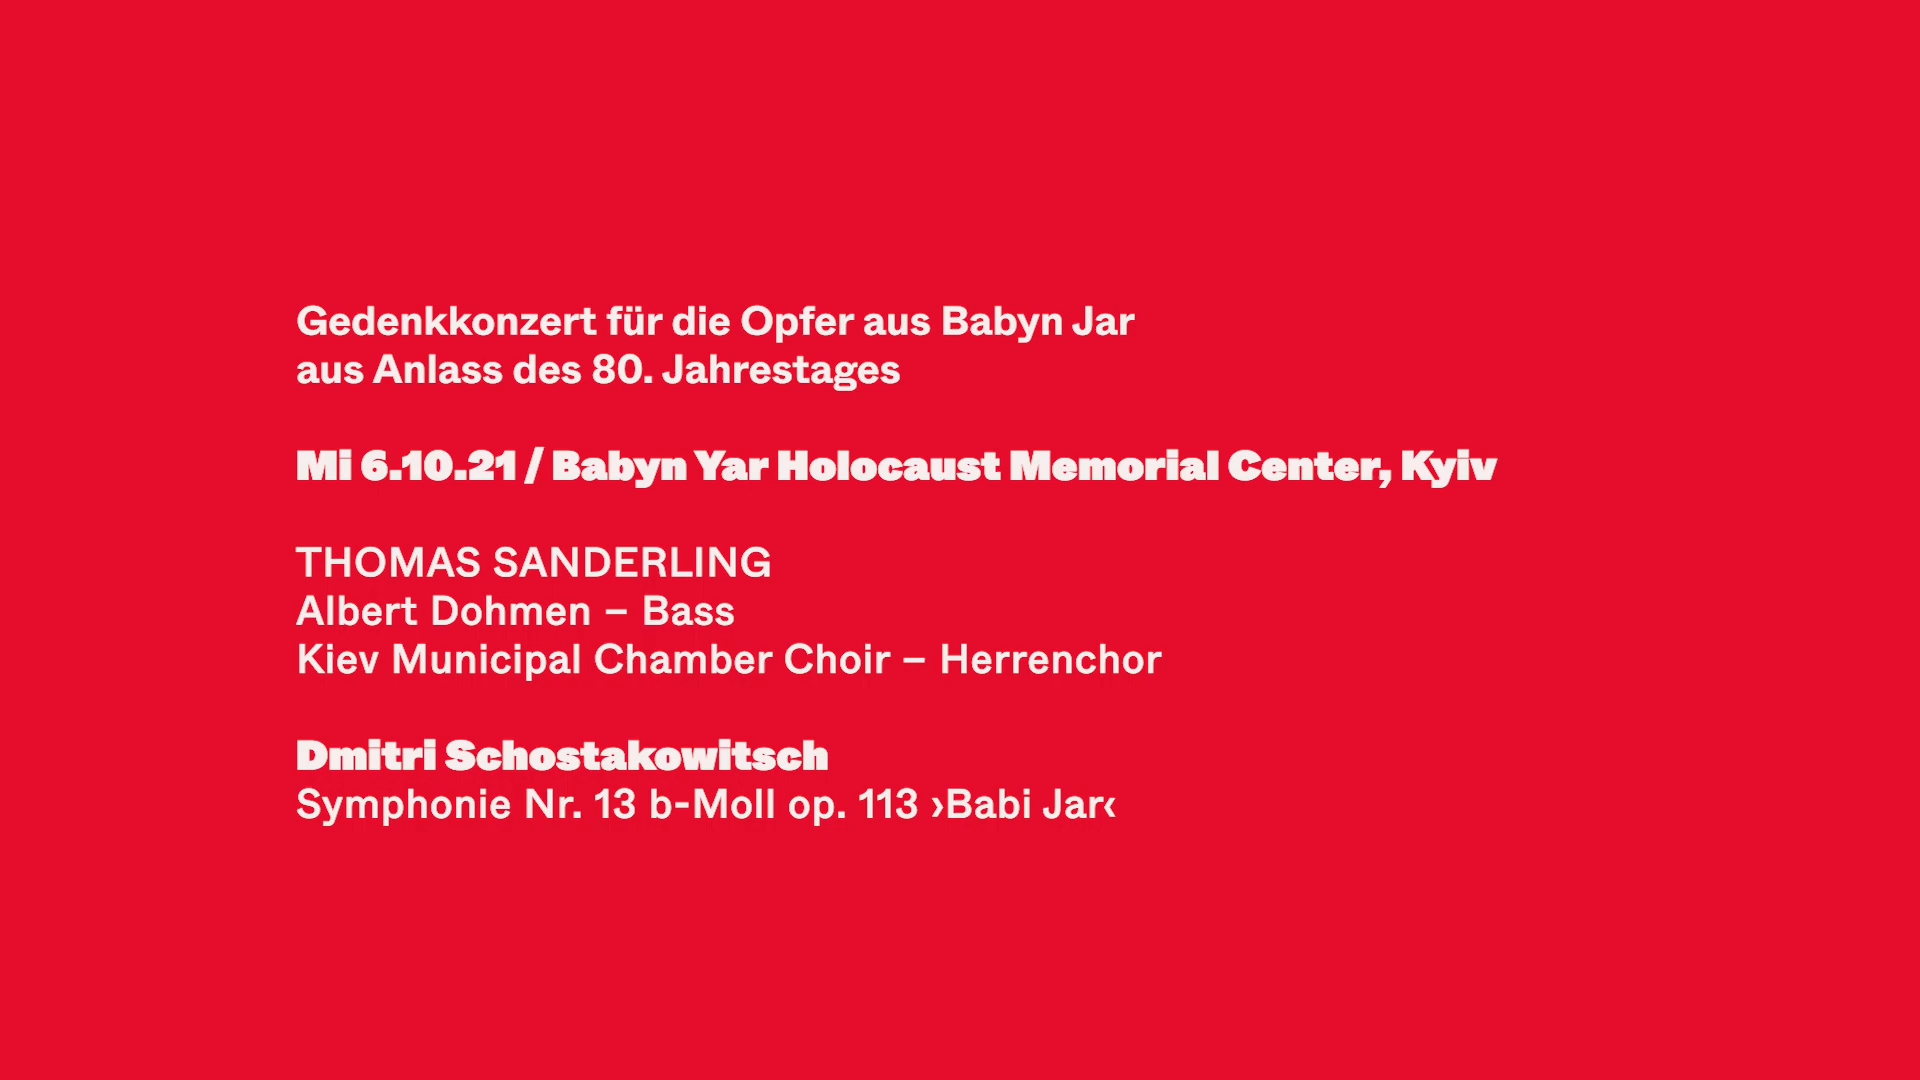 Gedenkkonzert für die Opfer aus Babyn Jar
aus Anlass des 80. Jahrestages
Mi 6.10.21 / Babyn Yar Holocaust Memorial Center, Kyiv
THOMAS SANDERLING
Albert Dohmen – Bass
Kiev Municipal Chamber Choir – Herrenchor
Dmitri Schostakowitsch
Symphonie Nr. 13 b-Moll op. 113 ›Babi Jar‹